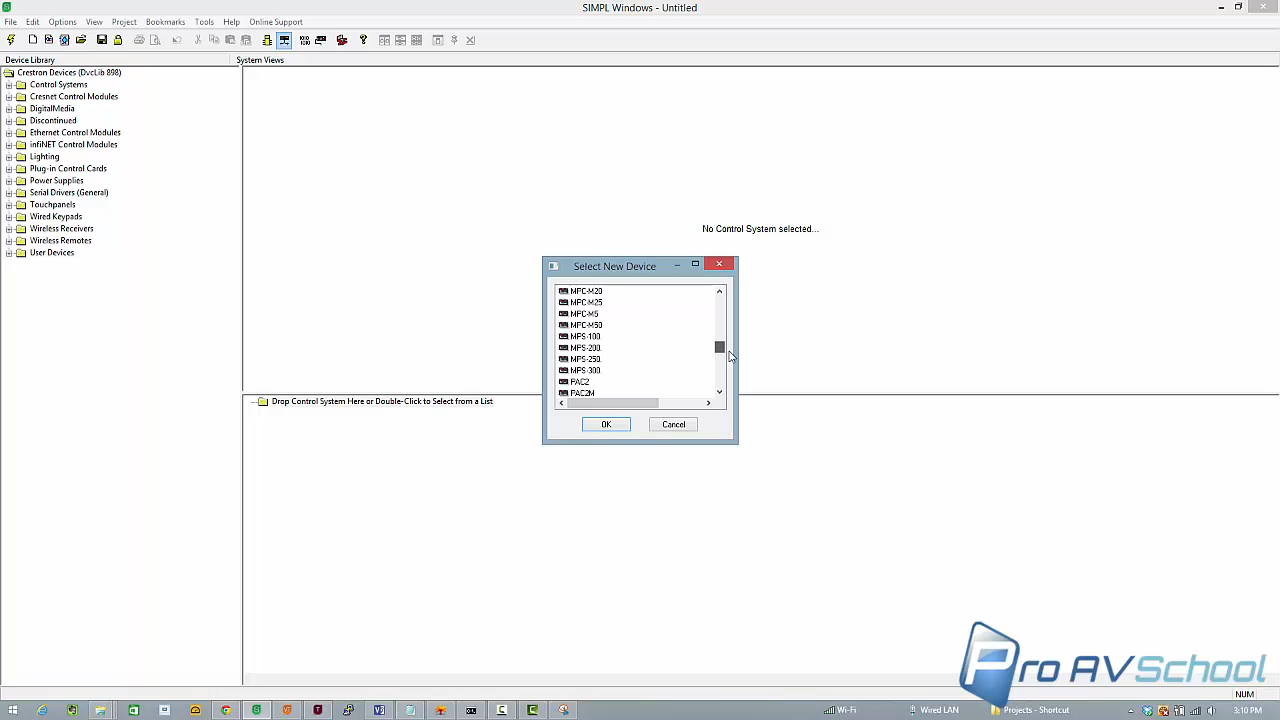 SIMPL Windows - Untitled
File Edit Options View Project Bookmarks Tools Help Online Support
Device Library
System Views
Crestron Devices (DvcLib 898)
Control Systems
Cresnet Control Modules
DigitalMedia
Discontinued
Ethernet Control Modules
infiNET Control Modules
Lighting
Plug-in Control Cards
Power Supplies
Serial Drivers (General)
Touchpanels
Wired Keypads
Wireless Receivers
Wireless Remotes
User Devices
No Control System selected...
Select New Device
MPC-M20
MPC-M25
MPC-M5
MPC-M50
MPS-100
MPS-200
MPS-250
MPS-300
PAC2
PAC2M
OK
Cancel
Drop Control System Here or Double-Click to Select from a List
Pro AVSchool
NUM
Wi-Fi
Wired LAN
Projects - Shortcut
3:10 PM